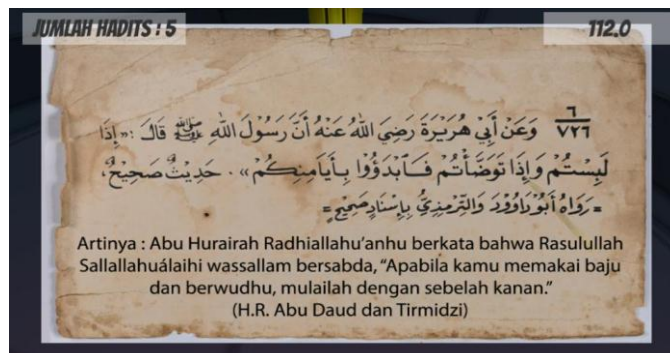 JUMLAH HADITS : 5
112.0
٦
٧٢٦
وَعَنْ أَبِي هُرَيْرَةَ رَضِيَ اللهُ عَنْهُ أَنَّ رَسُولَ اللهِ ﷺ قَالَ: «إِذَا
لَبِسْتُمْ وَإِذَا تَوَضَّأْتُمْ فَابْدَؤُوا بِأَيَامِنِكُمْ». حَدِيثٌ صَحِيحٌ،
رَوَاهُ أَبُو دَاوُودَ وَالتِّرْمِذِيُّ بِإِسْنَادٍ صَحِيحٍ
Artinya : Abu Hurairah Radhiallahu'anhu berkata bahwa Rasulullah
Sallallahuálaihi wassallam bersabda, “Apabila kamu memakai baju
dan berwudhu, mulailah dengan sebelah kanan.”
(H.R. Abu Daud dan Tirmidzi)